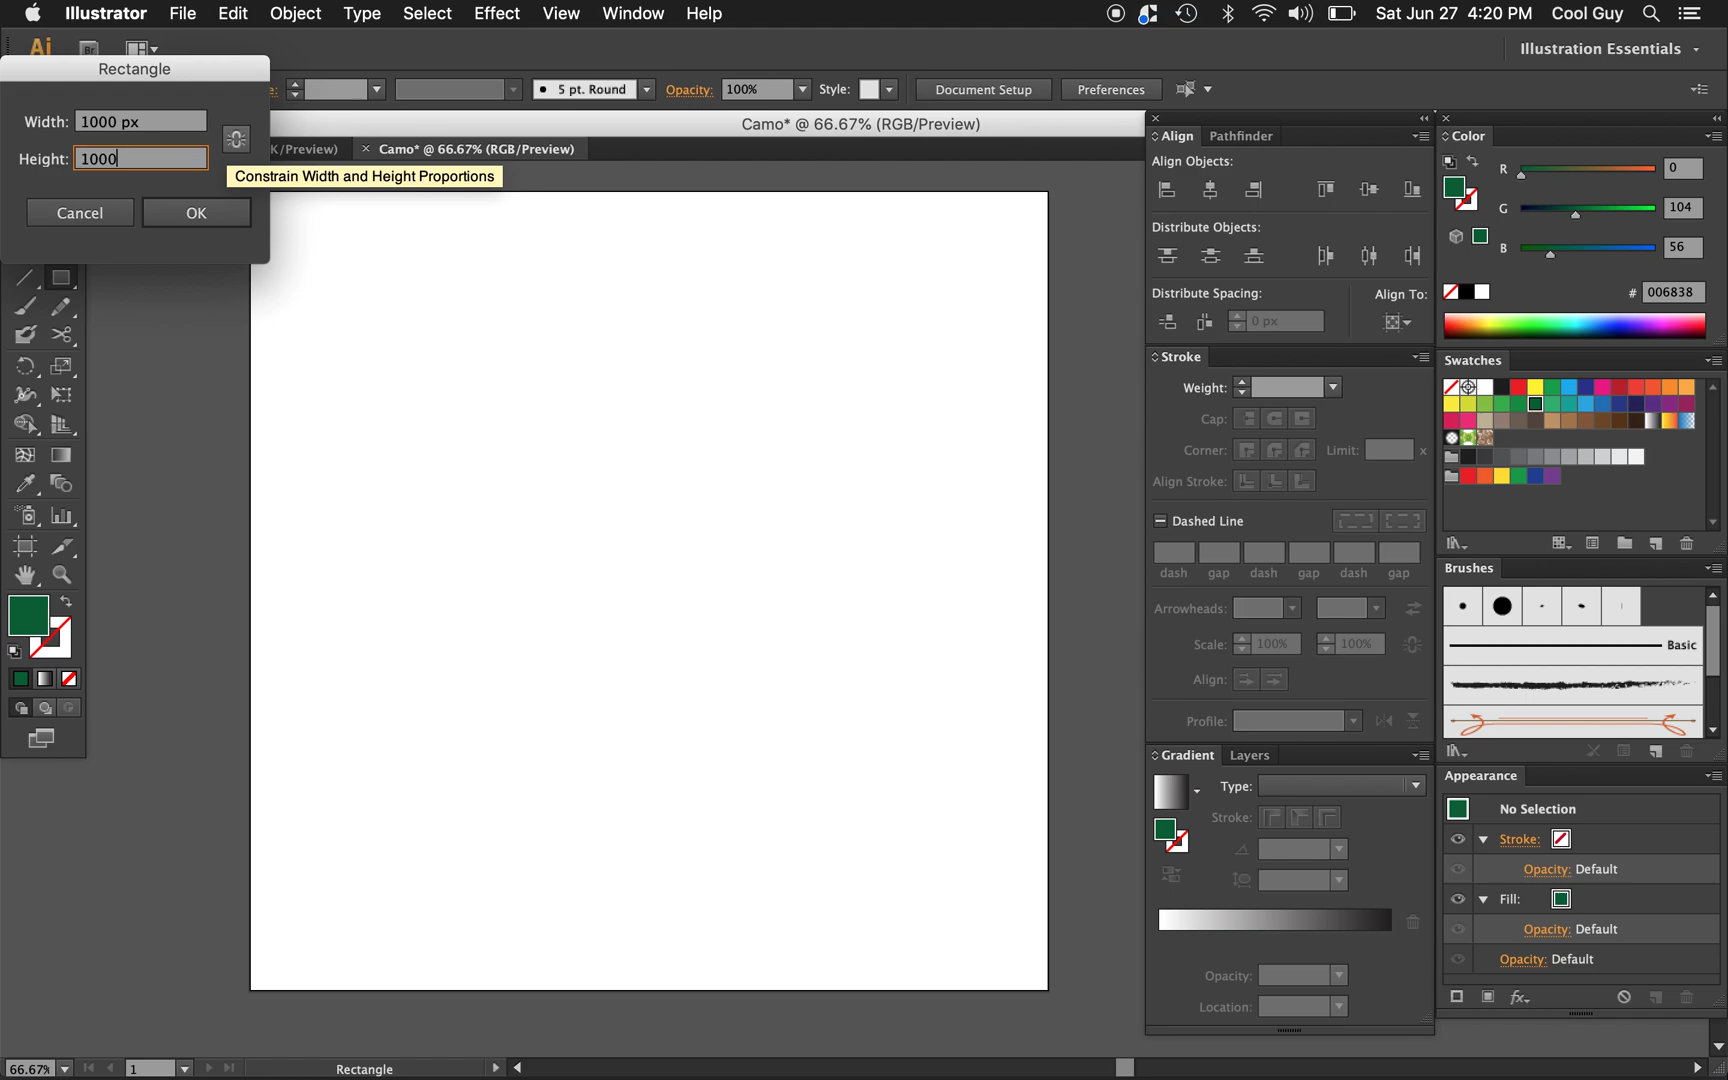 Illustrator File Edit Object Type Select Effect View Window Help Sat Jun 27 4:20 PM Cool Guy
Ai Br Illustration Essentials
Rectangle
5 pt. Round Opacity: 100% Style: Document Setup Preferences
Width: 1000 px
Height: 1000
Constrain Width and Height Proportions
Cancel OK
Camo* @ 66.67% (RGB/Preview)
K/Preview) × Camo* @ 66.67% (RGB/Preview)
Align Pathfinder
Align Objects:
Distribute Objects:
Distribute Spacing: Align To:
0 px
Stroke
Weight:
Cap:
Corner: Limit: x
Align Stroke:
Dashed Line
dash gap dash gap dash gap
Arrowheads:
Scale: 100% 100%
Align:
Profile:
Gradient Layers
Type:
Stroke:
Opacity:
Location:
Color
R 0
G 104
B 56
# 006838
Swatches
Brushes
Basic
Appearance
No Selection
Stroke:
Opacity: Default
Fill:
Opacity: Default
Opacity: Default
fx
66.67% 1 Rectangle